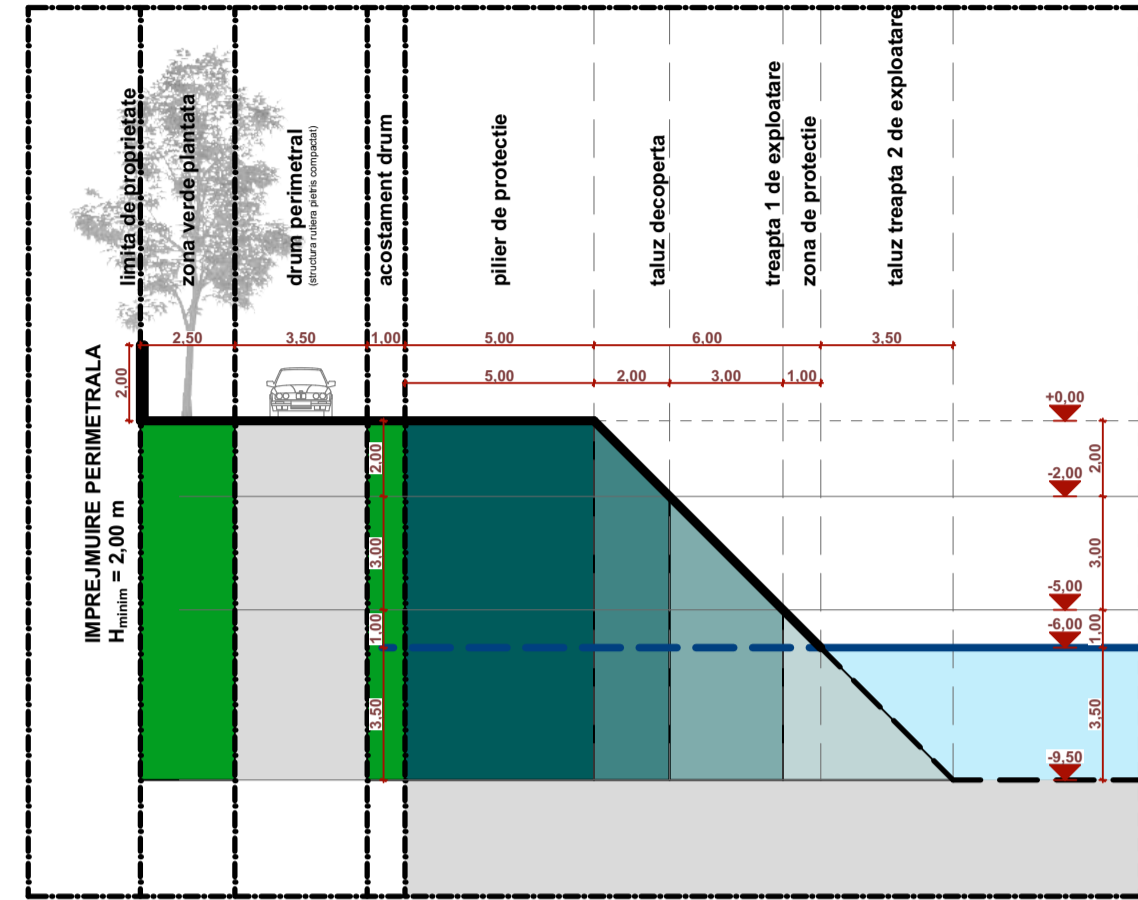 limita de proprietate
zona verde plantata
drum perimetral
(structura rutiera pietris compactat)
acostament drum
pilier de protectie
taluz decoperta
treapta 1 de exploatare
zona de protectie
taluz treapta 2 de exploatare
IMPREJMUIRE PERIMETRALA
Hminim = 2,00 m
2,00
2,50
3,50
1,00
5,00
6,00
3,50
5,00
2,00
3,00
1,00
2,00
3,00
1,00
3,50
+0,00
-2,00
-5,00
-6,00
-9,50
2,00
3,00
1,00
3,50